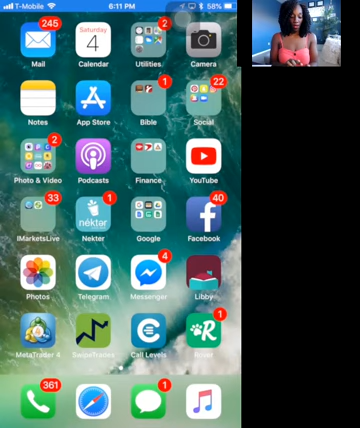 T-Mobile 6:11 PM 58%
245 2
Saturday
4
Mail Calendar Utilities Camera
1 22
Notes App Store Bible Social
2
Photo & Video Podcasts Finance YouTube
33 1 40
néktər
IMarketsLive Nekter Google Facebook
4
Photos Telegram Messenger Libby
1
MetaTrader 4 SwipeTrades Call Levels Rover
361 1